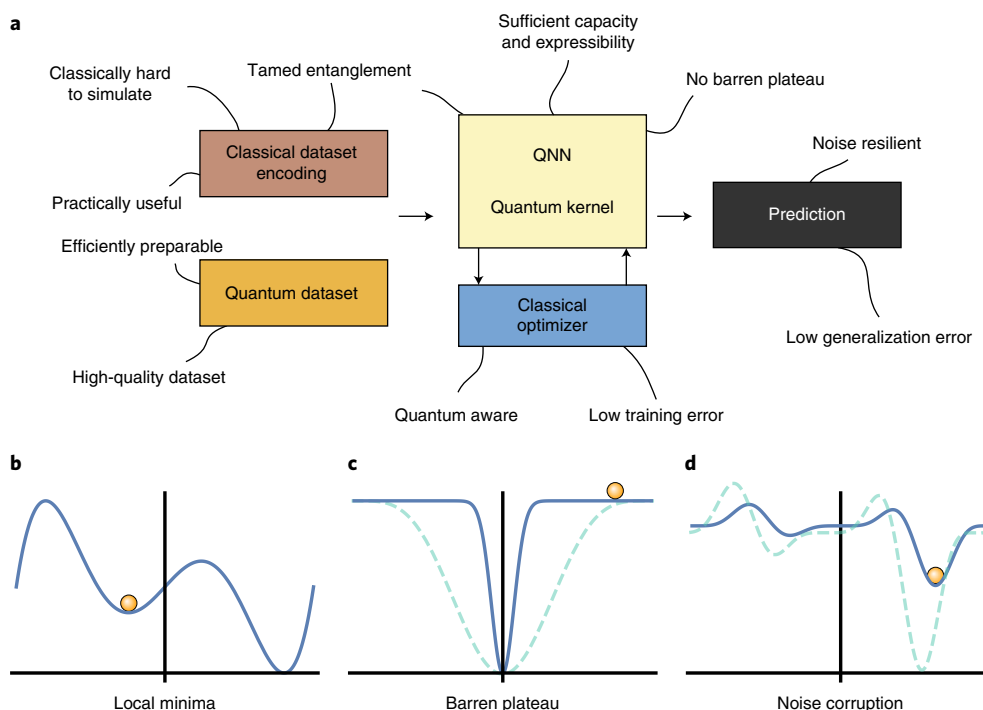 a
Sufficient capacity
and expressibility
Classically hard
to simulate
Tamed entanglement
No barren plateau
Classical dataset
encoding
QNN
Quantum kernel
Noise resilient
Practically useful
Prediction
Efficiently preparable
Quantum dataset
Classical
optimizer
Low generalization error
High-quality dataset
Quantum aware
Low training error
b
c
d
Local minima
Barren plateau
Noise corruption